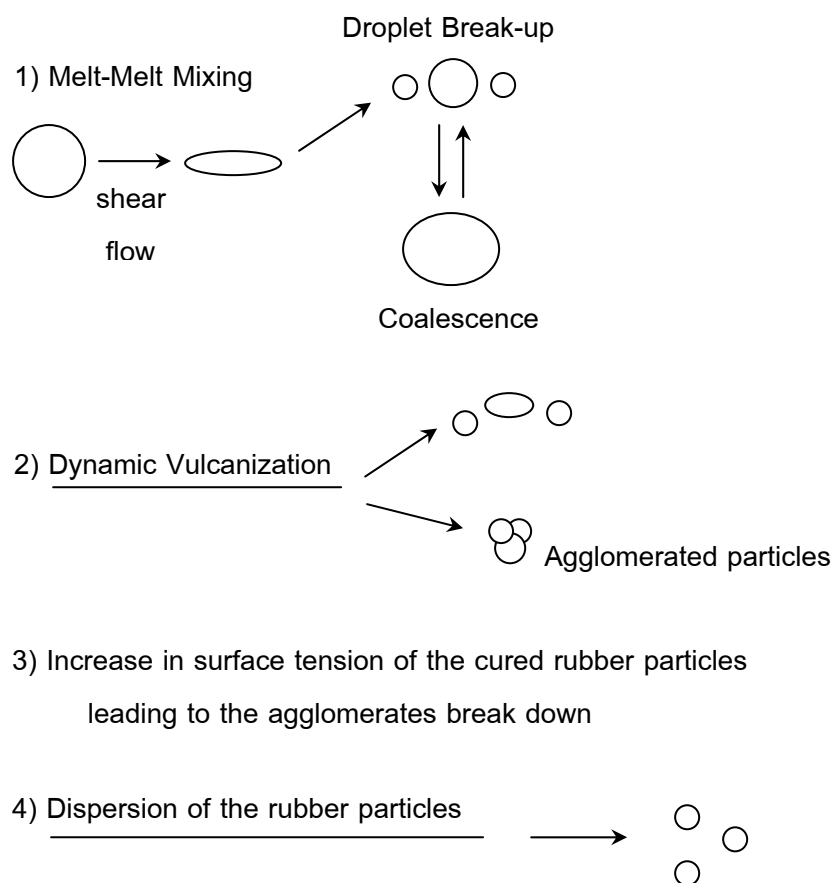 Droplet Break-up
1) Melt-Melt Mixing
shear
flow
Coalescence
2) Dynamic Vulcanization
Agglomerated particles
3) Increase in surface tension of the cured rubber particles
leading to the agglomerates break down
4) Dispersion of the rubber particles